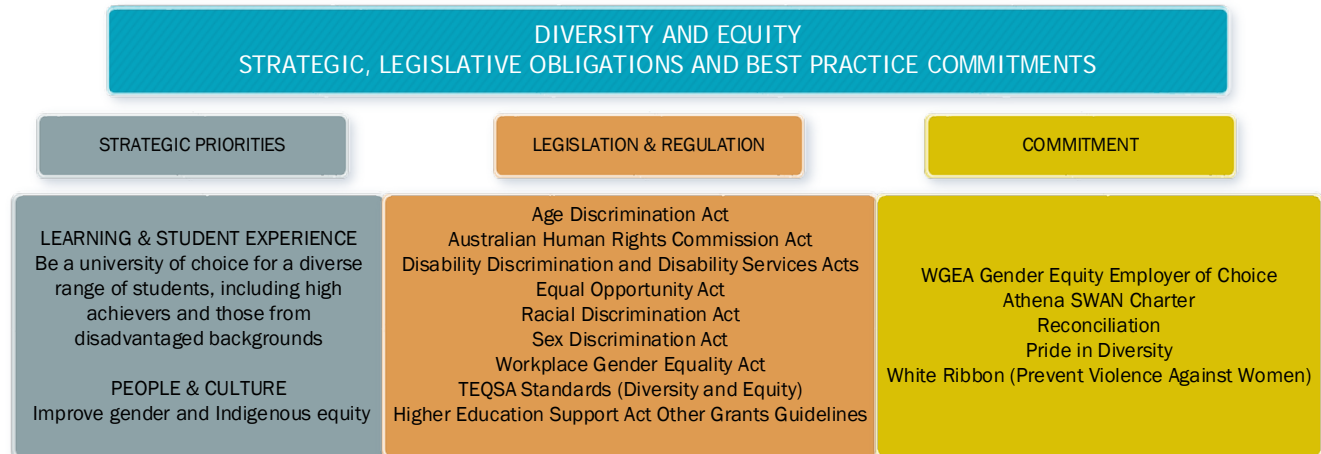 DIVERSITY AND EQUITY
STRATEGIC, LEGISLATIVE OBLIGATIONS AND BEST PRACTICE COMMITMENTS
STRATEGIC PRIORITIES
LEARNING & STUDENT EXPERIENCE
Be a university of choice for a diverse
range of students, including high
achievers and those from
disadvantaged backgrounds
PEOPLE & CULTURE
Improve gender and Indigenous equity
LEGISLATION & REGULATION
Age Discrimination Act
Australian Human Rights Commission Act
Disability Discrimination and Disability Services Acts
Equal Opportunity Act
Racial Discrimination Act
Sex Discrimination Act
Workplace Gender Equality Act
TEQSA Standards (Diversity and Equity)
Higher Education Support Act Other Grants Guidelines
COMMITMENT
WGEA Gender Equity Employer of Choice
Athena SWAN Charter
Reconciliation
Pride in Diversity
White Ribbon (Prevent Violence Against Women)